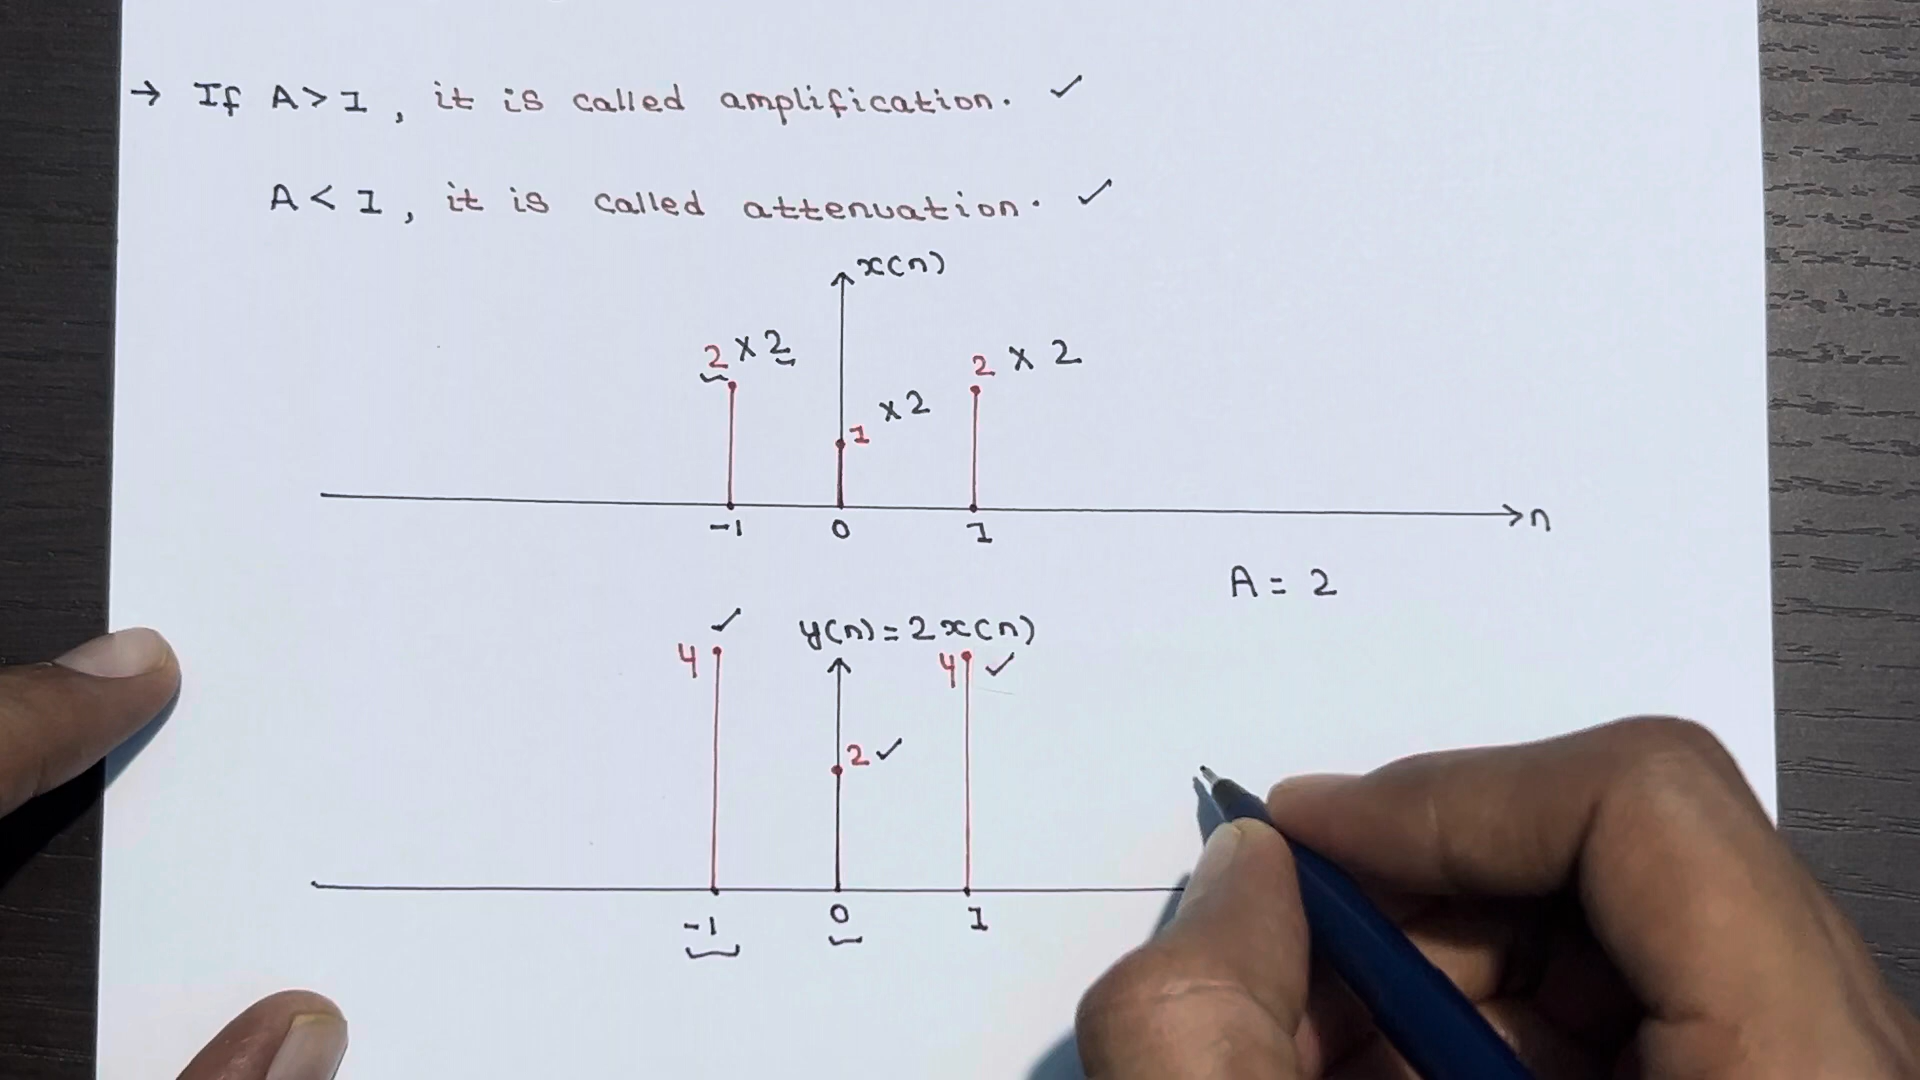 → If A > 1 , it is called amplification. ✓
A < 1 , it is called attenuation. ✓
x(n)
2 x 2
2 x 2
1 x 2
-1 0 1 n
A = 2
y(n) = 2x(n)
4 ✓
4 ✓
2 ✓
-1 0 1